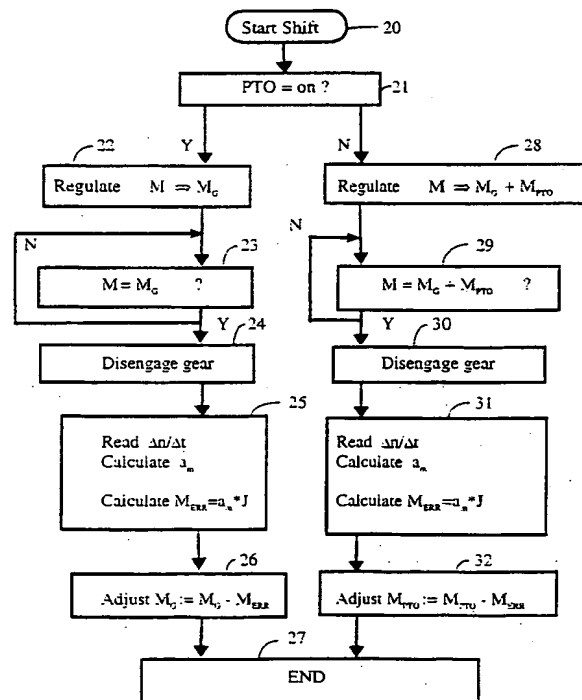 Start Shift
20
PTO = on ?
21
Y
N
22
Regulate M ⇒ M_G
28
Regulate M ⇒ M_G + M_PTO
N
23
M = M_G ?
Y
N
29
M = M_G + M_PTO ?
Y
24
Disengage gear
30
Disengage gear
25
Read Δn/Δt
Calculate a_m
Calculate M_ERR=a_m*J
31
Read Δn/Δt
Calculate a_m
Calculate M_ERR=a_m*J
26
Adjust M_G := M_G - M_ERR
32
Adjust M_PTO := M_PTO - M_ERR
27
END